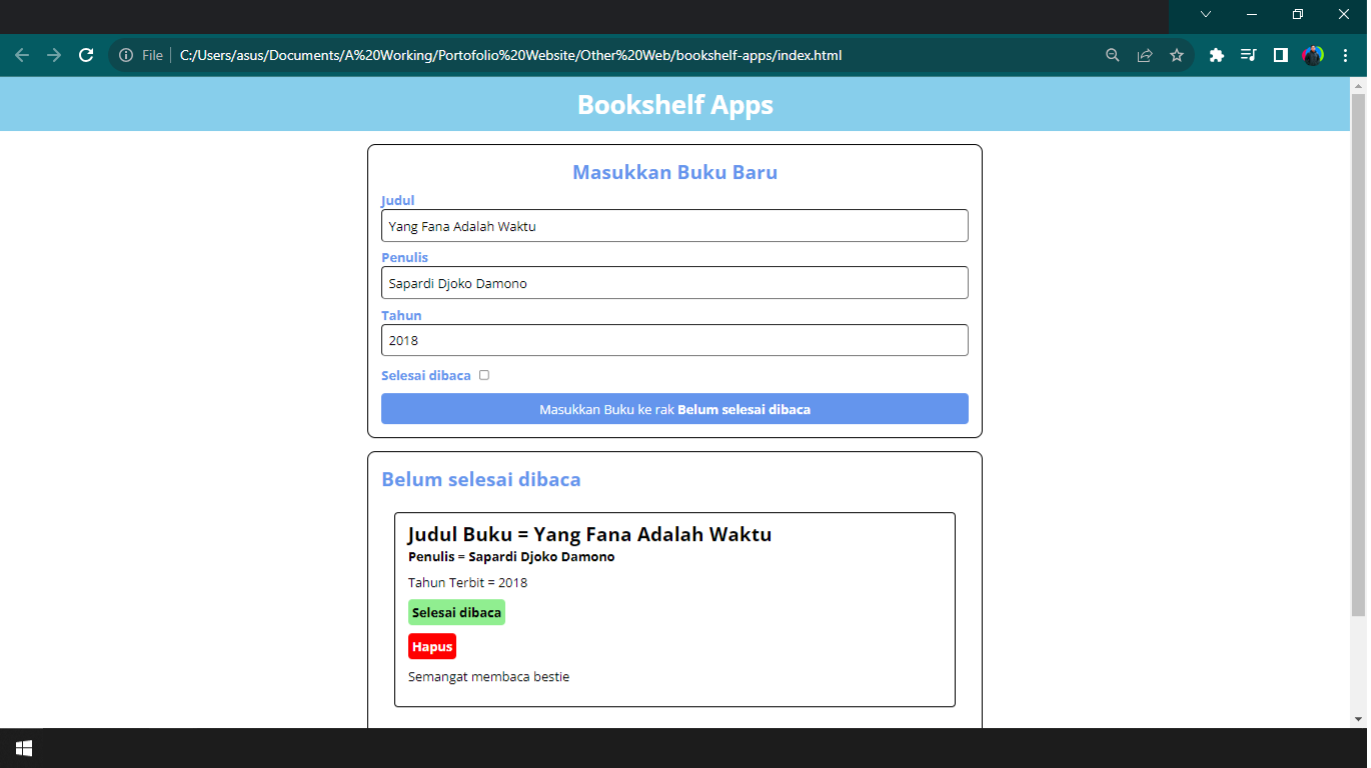 File
C:/Users/asus/Documents/A%20Working/Portofolio%20Website/Other%20Web/bookshelf-apps/index.html
Bookshelf Apps
Masukkan Buku Baru
Judul
Yang Fana Adalah Waktu
Penulis
Sapardi Djoko Damono
Tahun
2018
Selesai dibaca
Masukkan Buku ke rak Belum selesai dibaca
Belum selesai dibaca
Judul Buku = Yang Fana Adalah Waktu
Penulis = Sapardi Djoko Damono
Tahun Terbit = 2018
Selesai dibaca
Hapus
Semangat membaca bestie